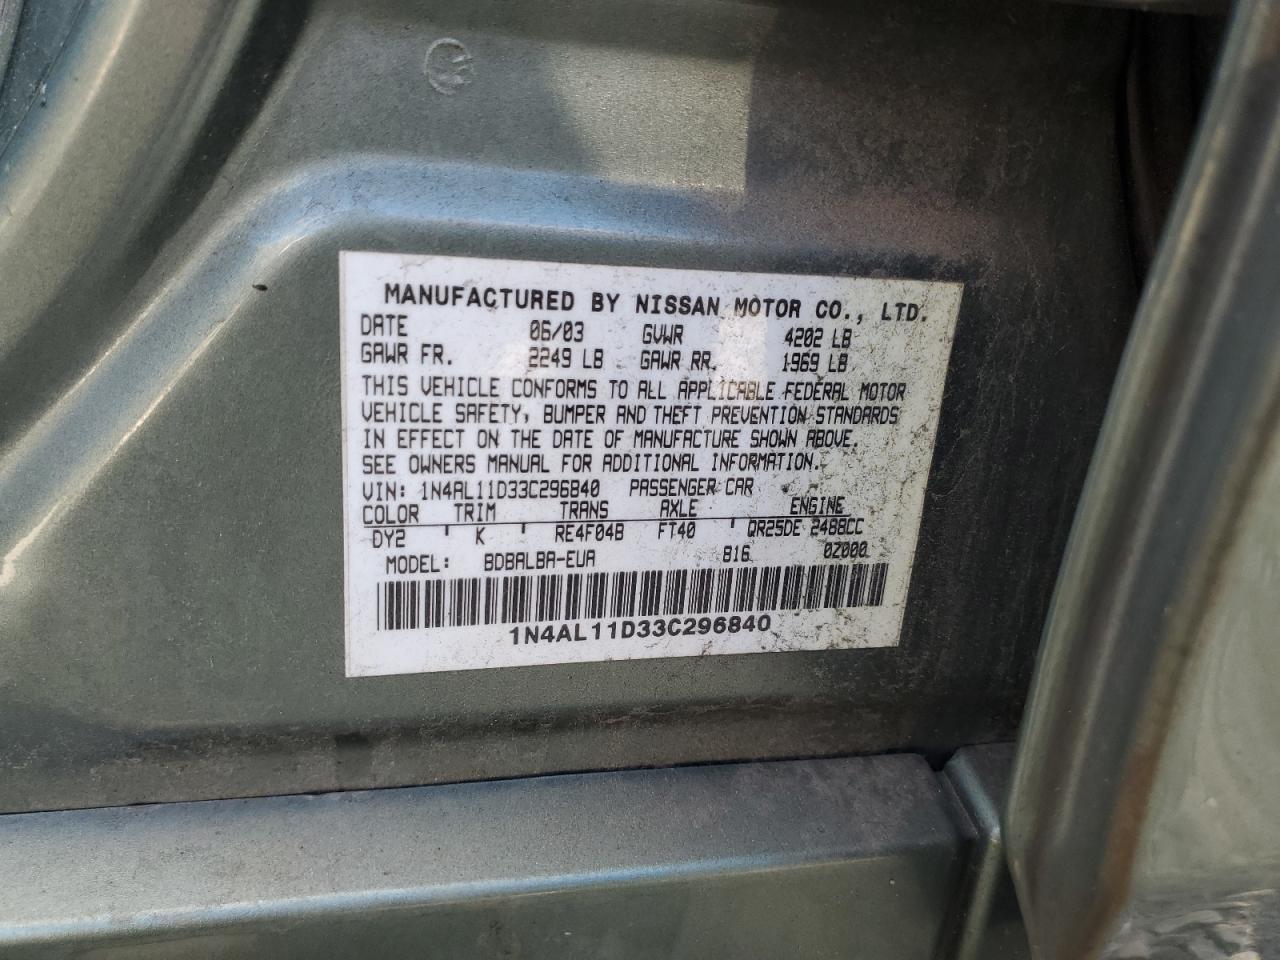 MANUFACTURED BY NISSAN MOTOR CO., LTD.
DATE 06/03 GVWR 4202 LB
GAWR FR. 2249 LB GAWR RR. 1969 LB
THIS VEHICLE CONFORMS TO ALL APPLICABLE FEDERAL MOTOR
VEHICLE SAFETY, BUMPER AND THEFT PREVENTION STANDARDS
IN EFFECT ON THE DATE OF MANUFACTURE SHOWN ABOVE.
SEE OWNERS MANUAL FOR ADDITIONAL INFORMATION.
VIN: 1N4AL11D33C296840 PASSENGER CAR
COLOR TRIM TRANS AXLE ENGINE
DY2 K RE4F04B FT40 QR25DE 2488CC
MODEL: BDBALBA-EUA B16 0Z000
1N4AL11D33C296840